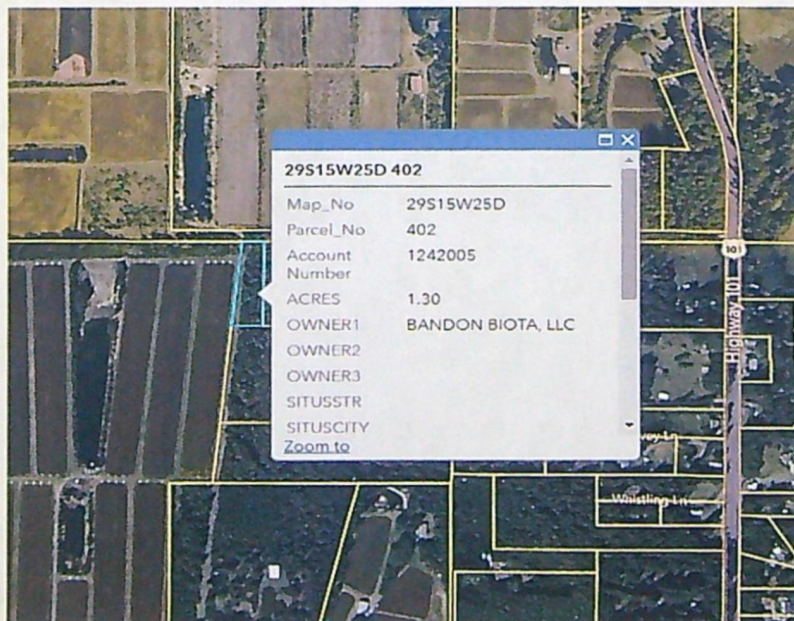 29S15W25D 402
Map_No 29S15W25D
Parcel_No 402
Account Number 1242005
ACRES 1.30
OWNER1 BANDON BIOTA, LLC
OWNER2
OWNER3
SITUSSTR
SITUSCITY
Zoom to
101
Highway 101
Ln
Whistling Ln